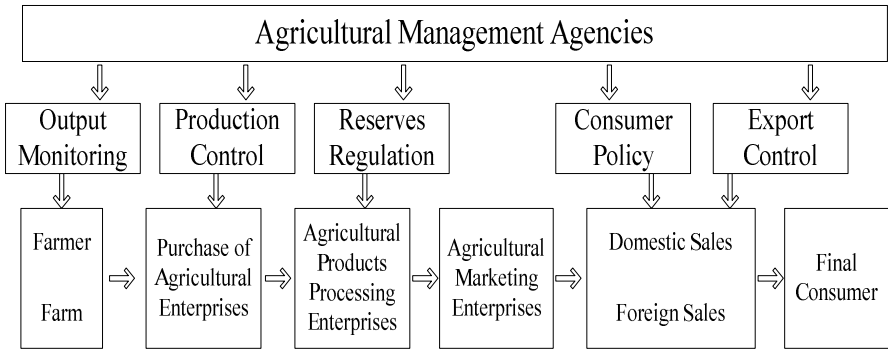 Agricultural Management Agencies
Output
Monitoring
Production
Control
Reserves
Regulation
Consumer
Policy
Export
Control
Farmer
Farm
Purchase of
Agricultural
Enterprises
Agricultural
Products
Processing
Enterprises
Agricultural
Marketing
Enterprises
Domestic Sales
Foreign Sales
Final
Consumer